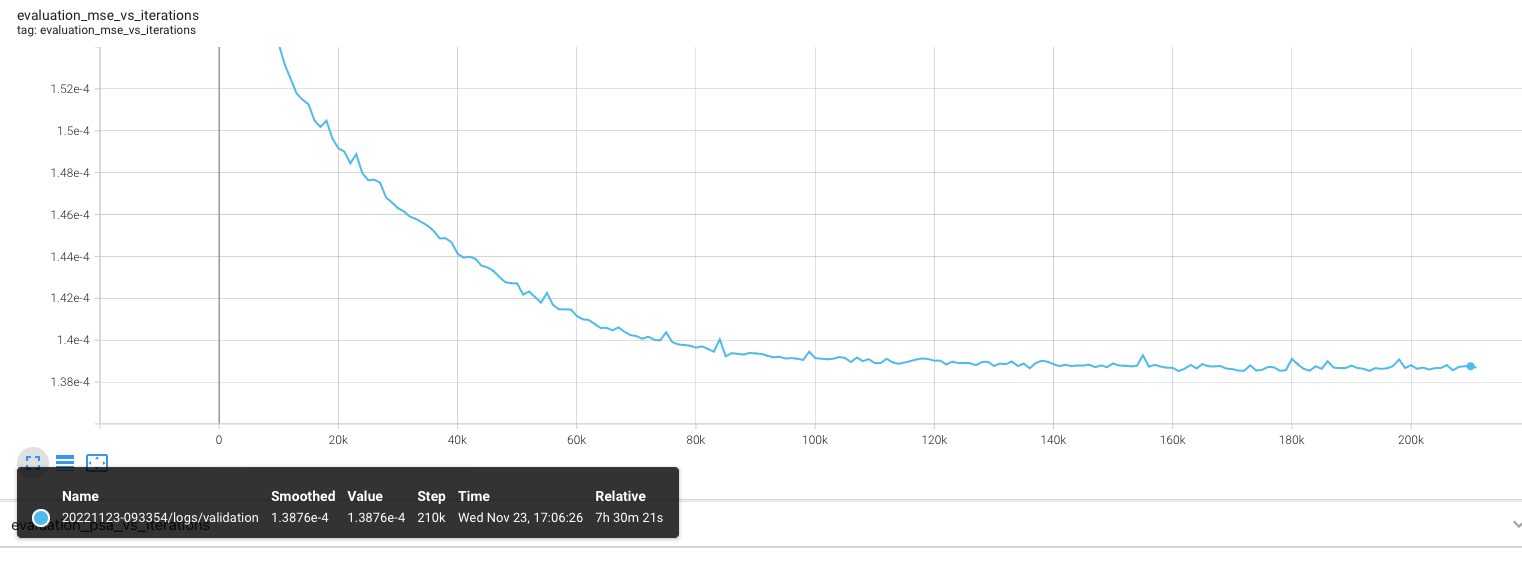 evaluation_mse_vs_iterations
tag: evaluation_mse_vs_iterations
1.52e-4
1.5e-4
1.48e-4
1.46e-4
1.44e-4
1.42e-4
1.4e-4
1.38e-4
0 20k 40k 60k 80k 100k 120k 140k 160k 180k 200k
Name Smoothed Value Step Time Relative
20221123-093354/logs/validation 1.3876e-4 1.3876e-4 210k Wed Nov 23, 17:06:26 7h 30m 21s
evaluation_psa_vs_iterations